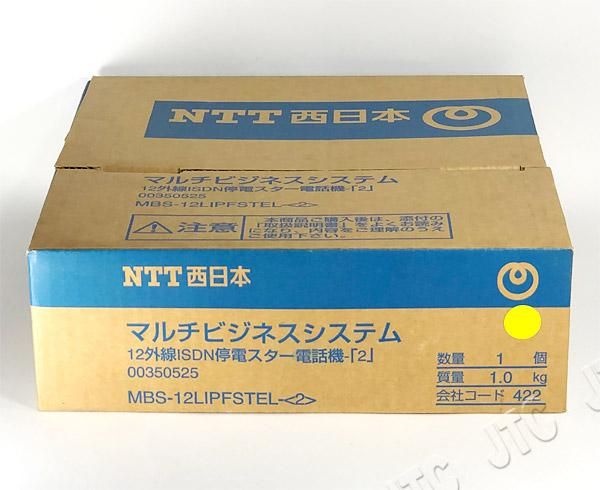 NTT西日本
マルチビジネスシステム
12外線ISDN停電スター電話機-「2」
00350525
MBS-12LIPFSTEL-<2>
注意
本商品ご購入後は、添付の
「取扱説明書」をよくお読み
になり、内容をご理解のうえ
ご使用下さい。
NTT西日本
マルチビジネスシステム
12外線ISDN停電スター電話機-「2」
00350525
MBS-12LIPFSTEL-<2>
数量 1 個
質量 1.0 kg
会社コード 422
JTC JTC